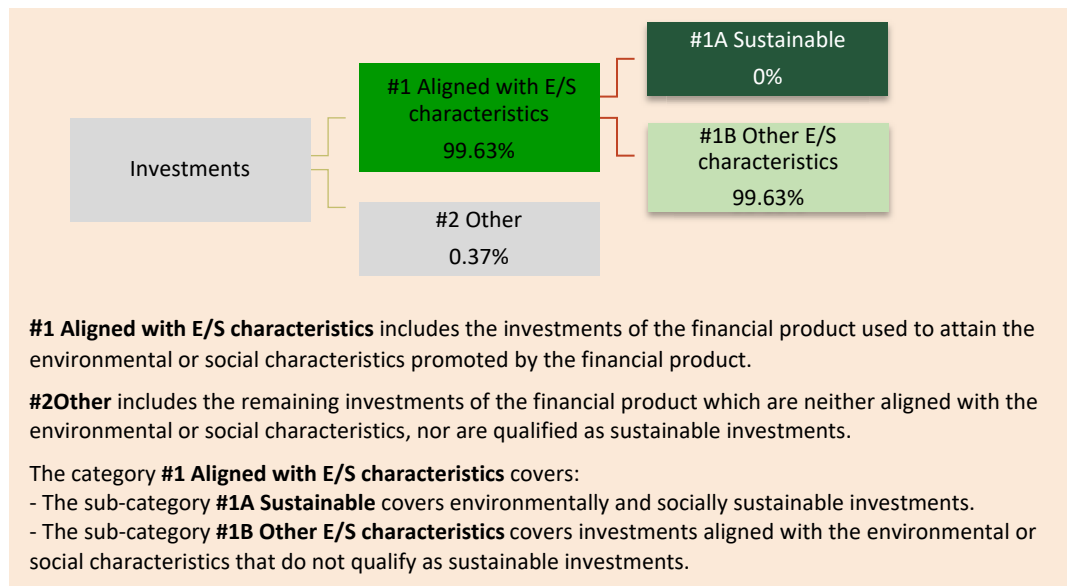 #1A Sustainable
0%
#1 Aligned with E/S
characteristics
99.63%
#1B Other E/S
characteristics
99.63%
Investments
#2 Other
0.37%
#1 Aligned with E/S characteristics includes the investments of the financial product used to attain the
environmental or social characteristics promoted by the financial product.
#2Other includes the remaining investments of the financial product which are neither aligned with the
environmental or social characteristics, nor are qualified as sustainable investments.
The category #1 Aligned with E/S characteristics covers:
- The sub-category #1A Sustainable covers environmentally and socially sustainable investments.
- The sub-category #1B Other E/S characteristics covers investments aligned with the environmental or
social characteristics that do not qualify as sustainable investments.